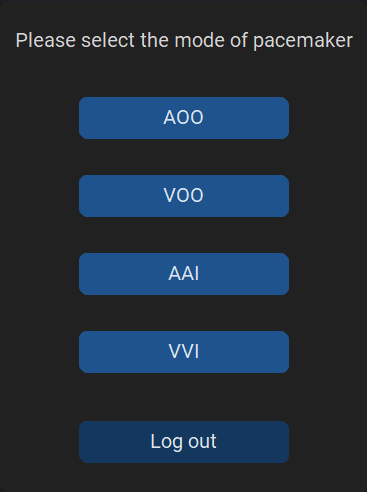 Please select the mode of pacemaker
AOO
VOO
AAI
VVI
Log out